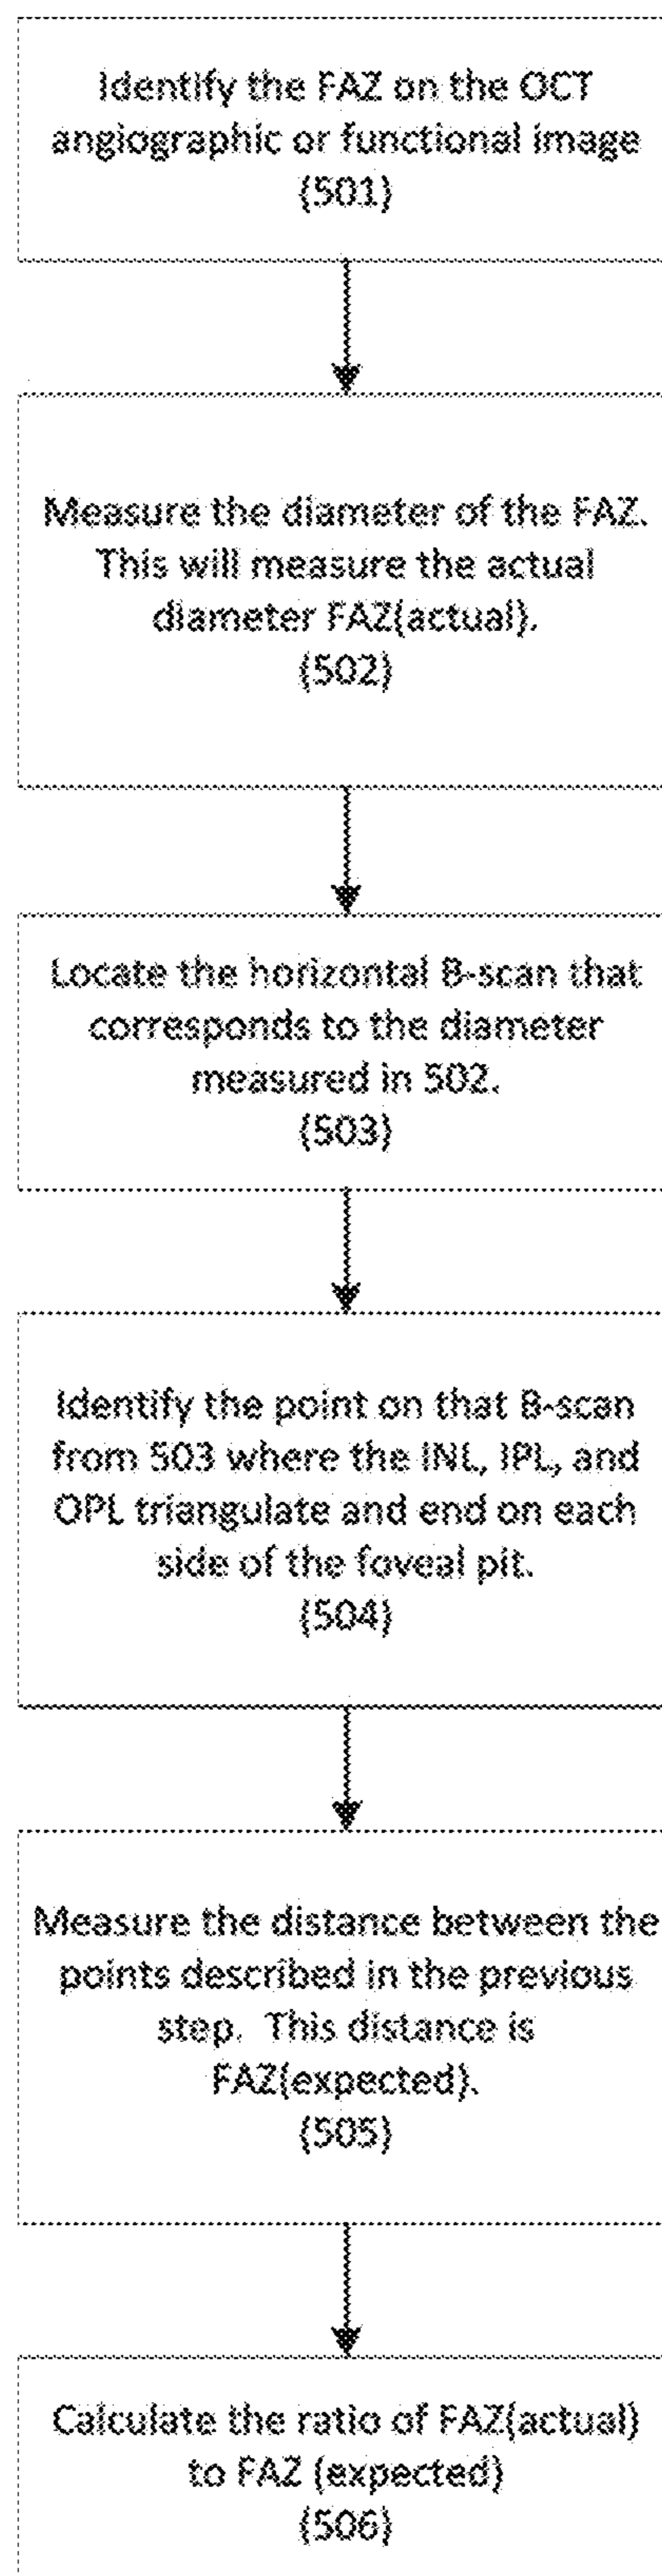 Identify the FAZ on the OCT
angiographic or functional image
(501)
Measure the diameter of the FAZ.
This will measure the actual
diameter FAZ(actual).
(502)
Locate the horizontal B-scan that
corresponds to the diameter
measured in 502.
(503)
Identify the point on that B-scan
from 503 where the INL, IPL, and
OPL triangulate and end on each
side of the foveal pit.
(504)
Measure the distance between the
points described in the previous
step. This distance is
FAZ(expected).
(505)
Calculate the ratio of FAZ(actual)
to FAZ (expected)
(506)